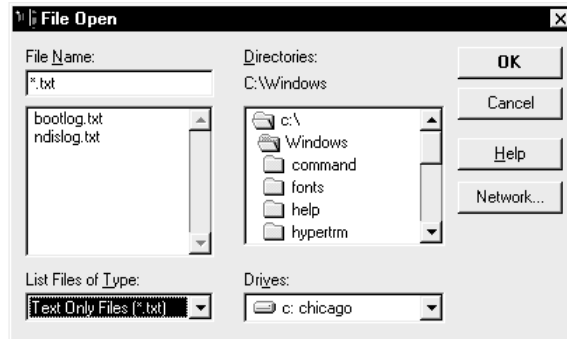 File Open
File Name:
*.txt
bootlog.txt
ndislog.txt
List Files of Type:
Text Only Files (*.txt)
Directories:
C:\Windows
c:\
Windows
command
fonts
help
hypertrm
Drives:
c: chicago
OK
Cancel
Help
Network...